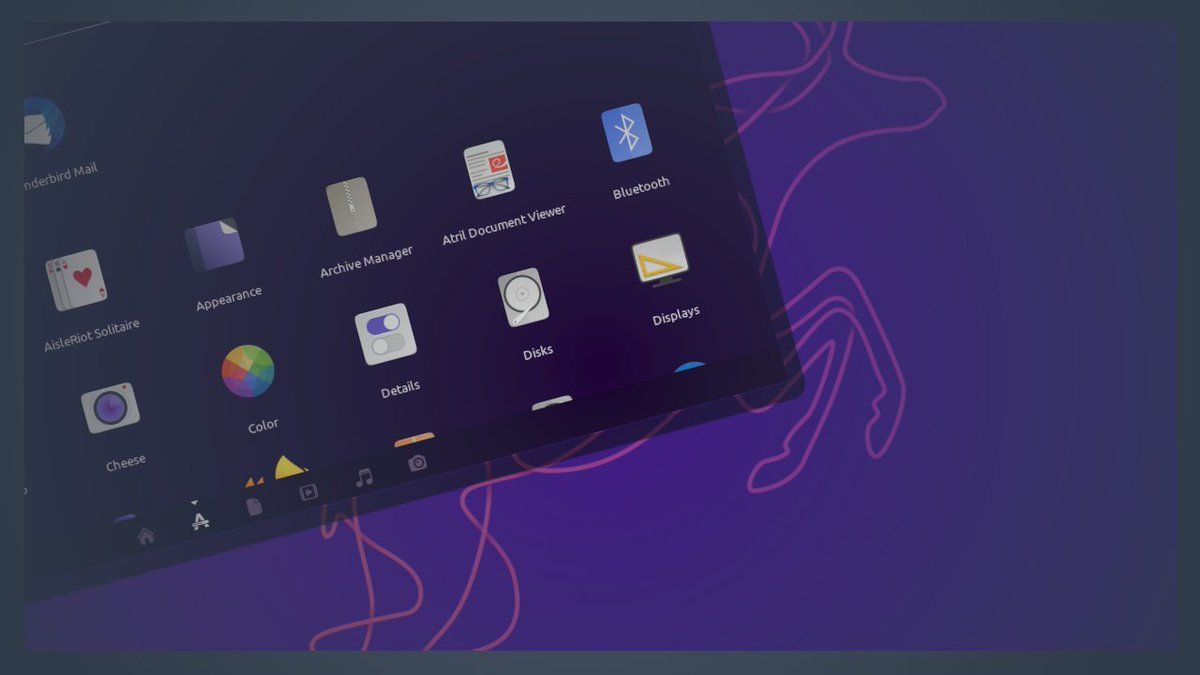 nderbird Mail
AisleRiot Solitaire
Appearance
Archive Manager
Atril Document Viewer
Bluetooth
Cheese
Color
Details
Disks
Displays